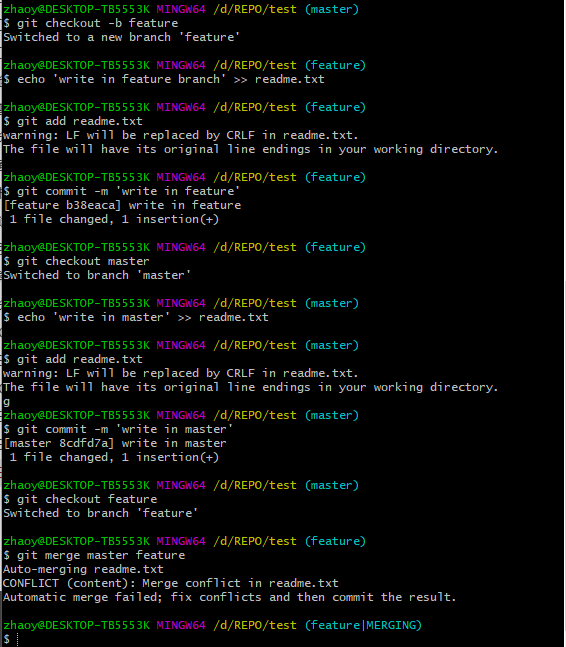 zhaoy@DESKTOP-TB5553K MINGW64 /d/REPO/test (master)
$ git checkout -b feature
Switched to a new branch 'feature'
zhaoy@DESKTOP-TB5553K MINGW64 /d/REPO/test (feature)
$ echo 'write in feature branch' >> readme.txt
zhaoy@DESKTOP-TB5553K MINGW64 /d/REPO/test (feature)
$ git add readme.txt
warning: LF will be replaced by CRLF in readme.txt.
The file will have its original line endings in your working directory.
zhaoy@DESKTOP-TB5553K MINGW64 /d/REPO/test (feature)
$ git commit -m 'write in feature'
[feature b38eaca] write in feature
 1 file changed, 1 insertion(+)
zhaoy@DESKTOP-TB5553K MINGW64 /d/REPO/test (feature)
$ git checkout master
Switched to branch 'master'
zhaoy@DESKTOP-TB5553K MINGW64 /d/REPO/test (master)
$ echo 'write in master' >> readme.txt
zhaoy@DESKTOP-TB5553K MINGW64 /d/REPO/test (master)
$ git add readme.txt
warning: LF will be replaced by CRLF in readme.txt.
The file will have its original line endings in your working directory.
g
zhaoy@DESKTOP-TB5553K MINGW64 /d/REPO/test (master)
$ git commit -m 'write in master'
[master 8cdfd7a] write in master
 1 file changed, 1 insertion(+)
zhaoy@DESKTOP-TB5553K MINGW64 /d/REPO/test (master)
$ git checkout feature
Switched to branch 'feature'
zhaoy@DESKTOP-TB5553K MINGW64 /d/REPO/test (feature)
$ git merge master feature
Auto-merging readme.txt
CONFLICT (content): Merge conflict in readme.txt
Automatic merge failed; fix conflicts and then commit the result.
zhaoy@DESKTOP-TB5553K MINGW64 /d/REPO/test (feature|MERGING)
$